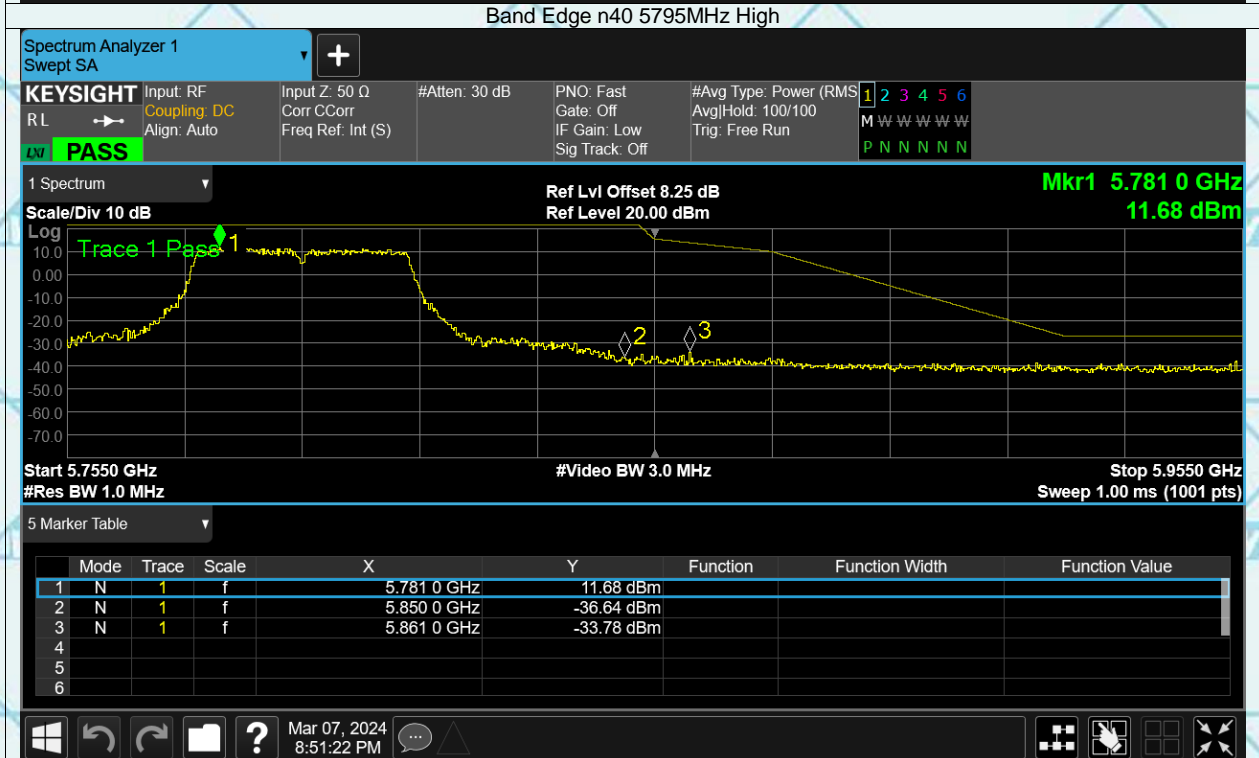 Band Edge n40 5795MHz High
Spectrum Analyzer 1
Swept SA
KEYSIGHT
RL
LXI PASS
Input: RF
Coupling: DC
Align: Auto
Input Z: 50 Ω
Corr CCorr
Freq Ref: Int (S)
#Atten: 30 dB
PNO: Fast
Gate: Off
IF Gain: Low
Sig Track: Off
#Avg Type: Power (RMS
Avg|Hold: 100/100
Trig: Free Run
1 2 3 4 5 6
M W W W W W
P N N N N N
1 Spectrum
Scale/Div 10 dB
Ref Lvl Offset 8.25 dB
Ref Level 20.00 dBm
Mkr1 5.781 0 GHz
11.68 dBm
Log
Trace 1 Pass
1
2
3
10.0
0.00
-10.0
-20.0
-30.0
-40.0
-50.0
-60.0
-70.0
Start 5.7550 GHz
#Video BW 3.0 MHz
Stop 5.9550 GHz
#Res BW 1.0 MHz
Sweep 1.00 ms (1001 pts)
5 Marker Table
Mode Trace Scale X Y Function Function Width Function Value
1 N 1 f 5.781 0 GHz 11.68 dBm
2 N 1 f 5.850 0 GHz -36.64 dBm
3 N 1 f 5.861 0 GHz -33.78 dBm
4
5
6
?
Mar 07, 2024
8:51:22 PM